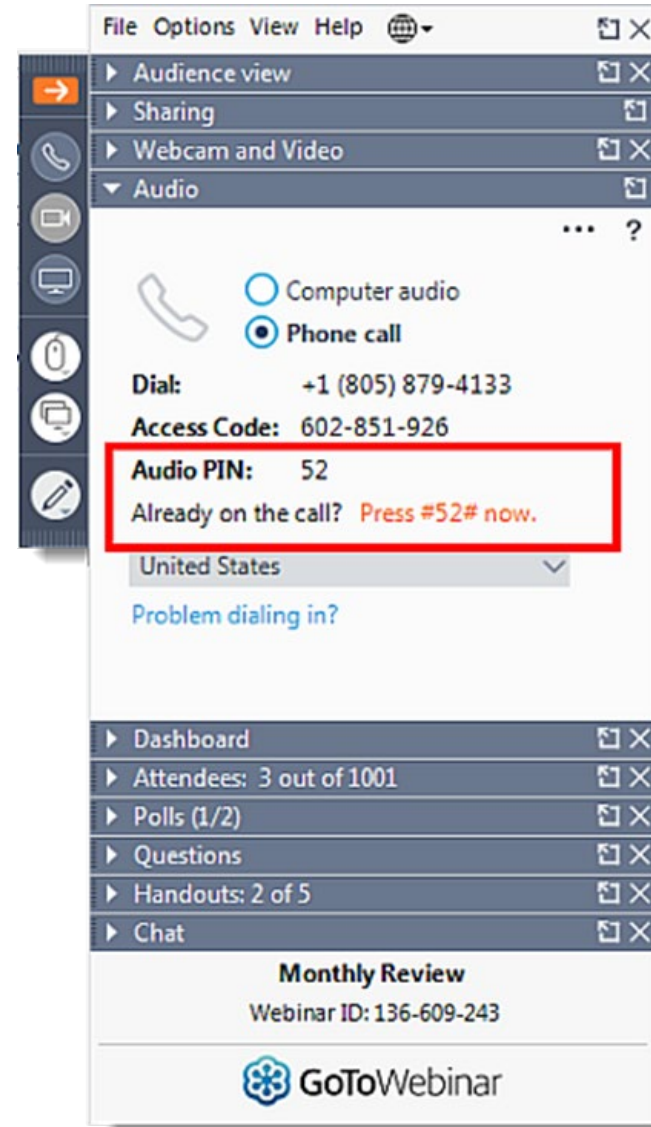 File Options View Help
Audience view
Sharing
Webcam and Video
Audio
... ?
Computer audio
Phone call
Dial: +1 (805) 879-4133
Access Code: 602-851-926
Audio PIN: 52
Already on the call? Press #52# now.
United States
Problem dialing in?
Dashboard
Attendees: 3 out of 1001
Polls (1/2)
Questions
Handouts: 2 of 5
Chat
Monthly Review
Webinar ID: 136-609-243
GoToWebinar